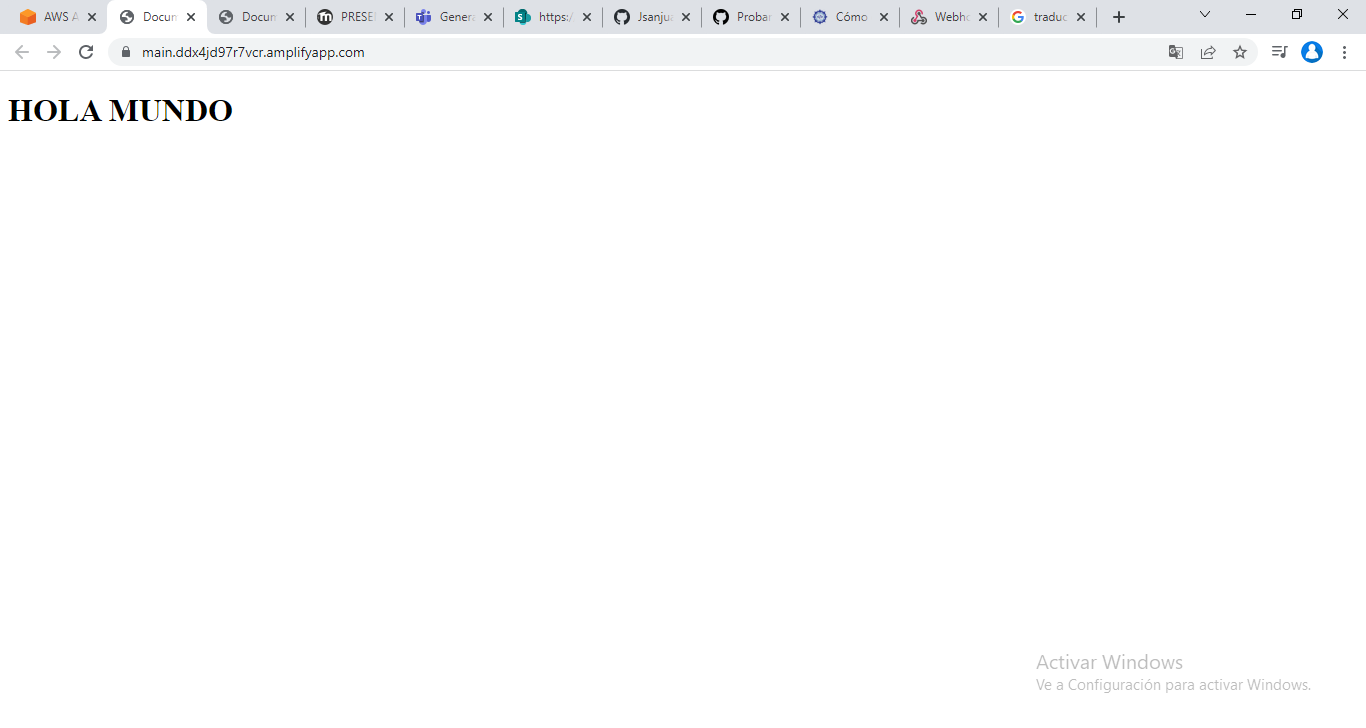 AWS A
Docun
Docun
PRESE
Genera
https:/
Jsanjua
Probar
Cómo
Webho
traduc
main.ddx4jd97r7vcr.amplifyapp.com
HOLA MUNDO
Activar Windows
Ve a Configuración para activar Windows.